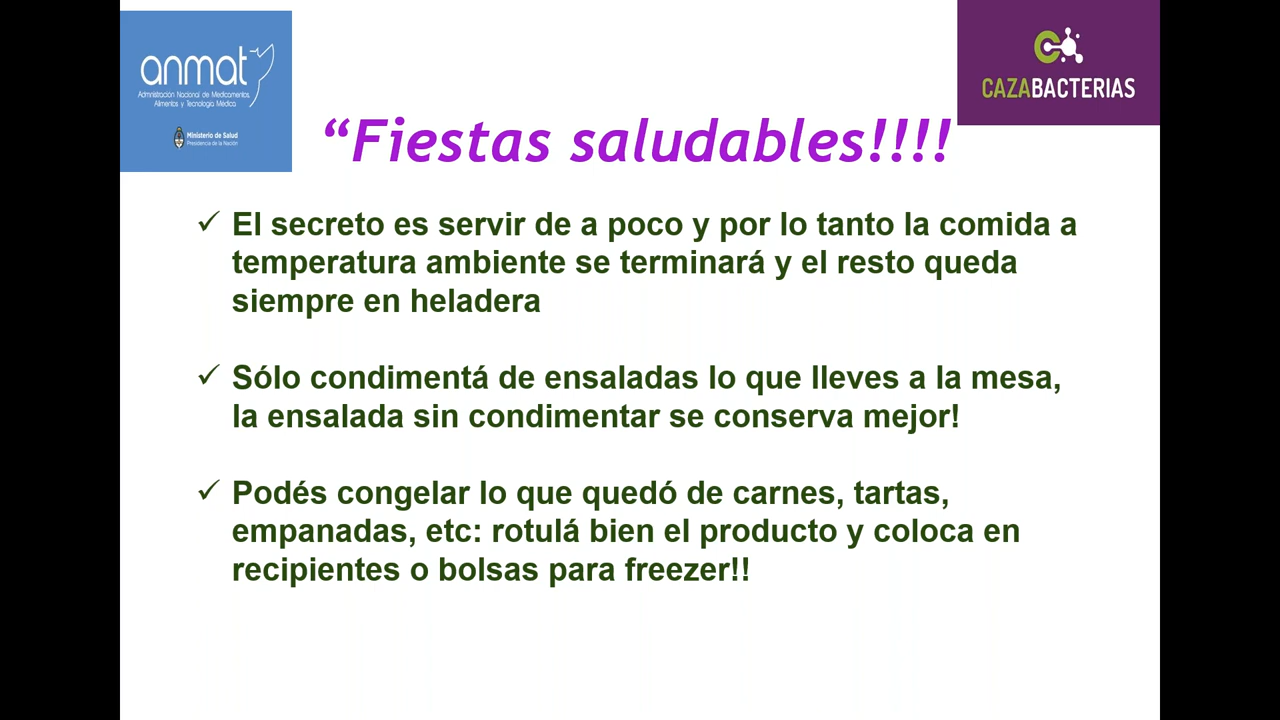 anmat
Administración Nacional de Medicamentos,
Alimentos y Tecnología Médica
Ministerio de Salud
Presidencia de la Nación
CAZABACTERIAS
“Fiestas saludables!!!!
✓ El secreto es servir de a poco y por lo tanto la comida a
temperatura ambiente se terminará y el resto queda
siempre en heladera
✓ Sólo condimentá de ensaladas lo que lleves a la mesa,
la ensalada sin condimentar se conserva mejor!
✓ Podés congelar lo que quedó de carnes, tartas,
empanadas, etc: rotulá bien el producto y coloca en
recipientes o bolsas para freezer!!